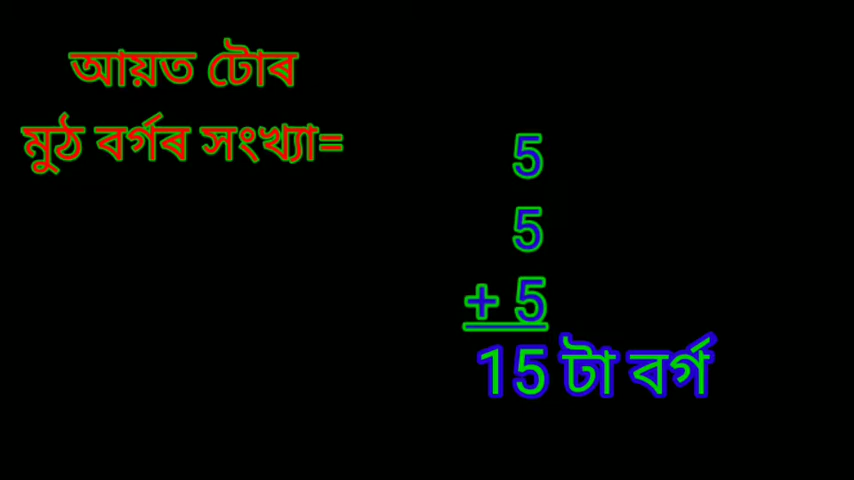 আয়ত টোৰ
মুঠ বৰ্গৰ সংখ্যা=
5
5
+ 5
15 টা বৰ্গ